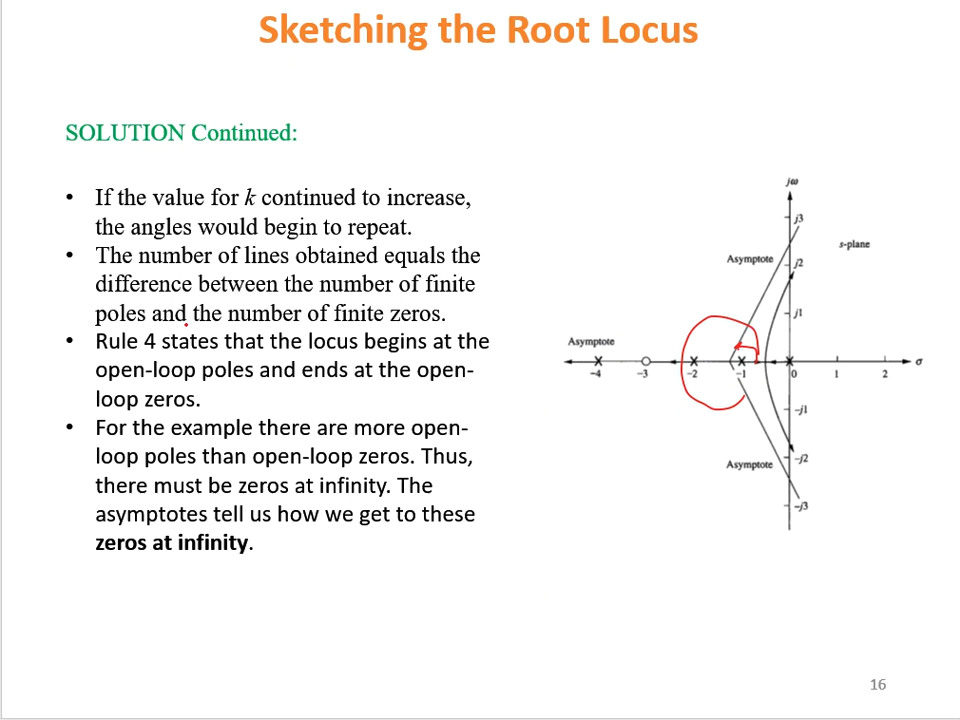 Sketching the Root Locus
SOLUTION Continued:
• If the value for k continued to increase,
the angles would begin to repeat.
• The number of lines obtained equals the
difference between the number of finite
poles and the number of finite zeros.
• Rule 4 states that the locus begins at the
open-loop poles and ends at the open-
loop zeros.
• For the example there are more open-
loop poles than open-loop zeros. Thus,
there must be zeros at infinity. The
asymptotes tell us how we get to these
zeros at infinity.
jω
j3
s-plane
Asymptote
j2
j1
Asymptote
σ
-4 -3 -2 -1 0 1 2
-j1
-j2
Asymptote
-j3
16